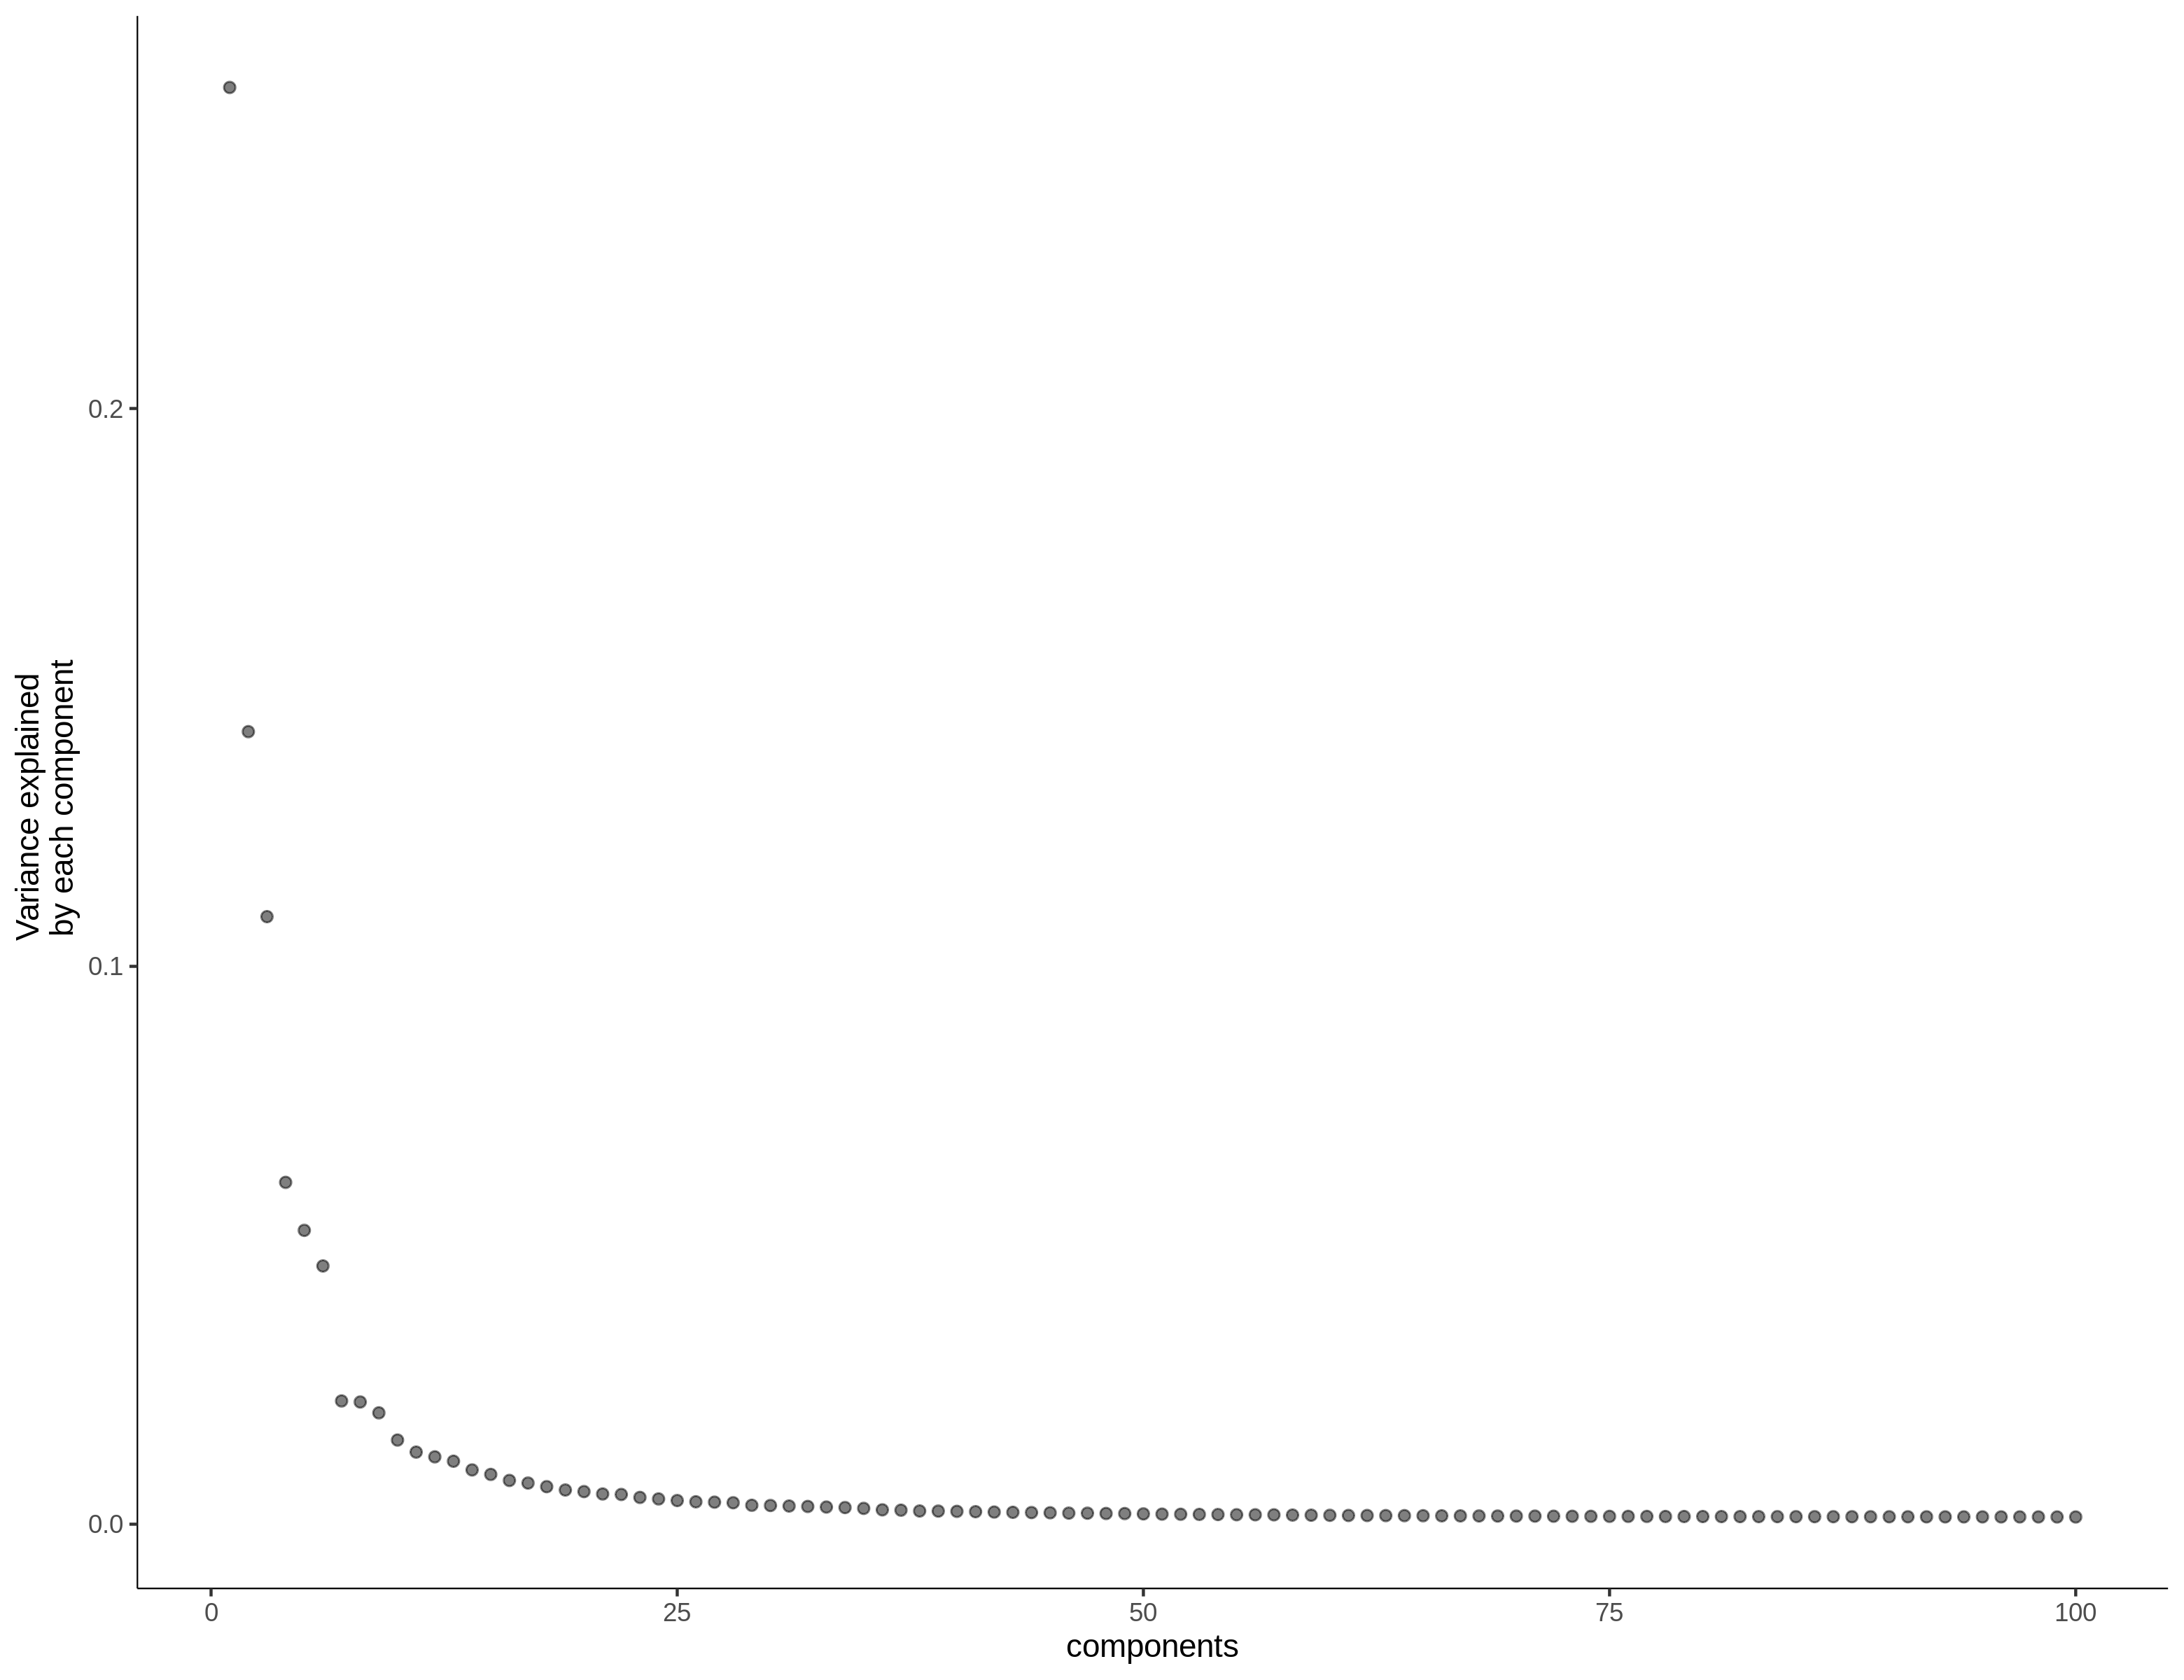 Variance explained
by each component
0.2
0.1
0.0
0 25 50 75 100
components